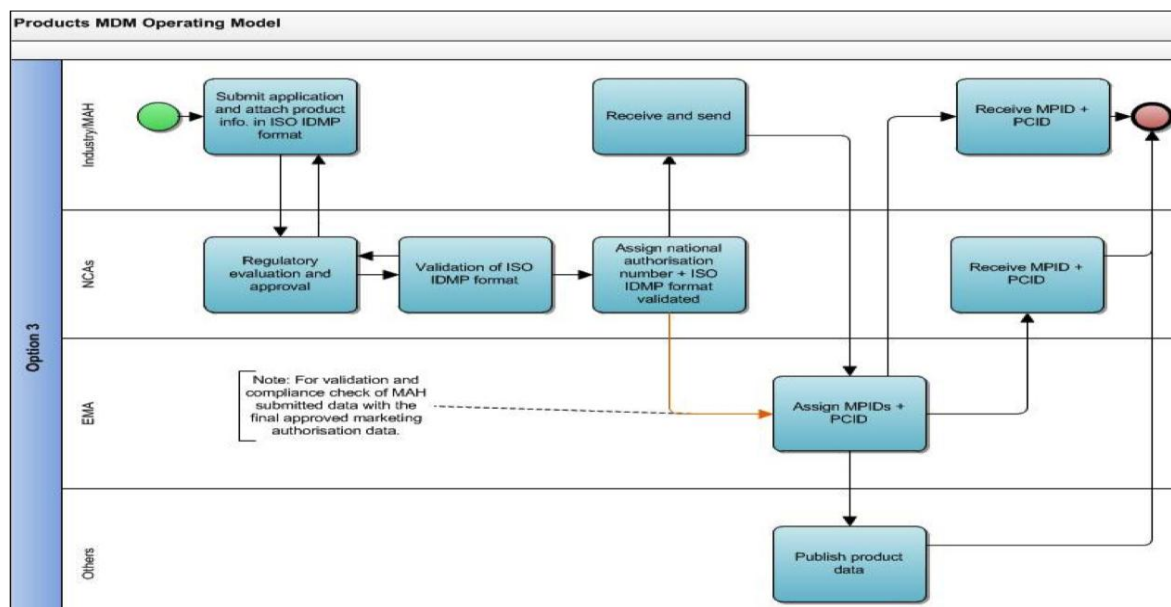 Products MDM Operating Model
Option 3
Industry/MAH
Submit application
and attach product
info. in ISO IDMP
format
Receive and send
Receive MPID +
PCID
NCAs
Regulatory
evaluation and
approval
Validation of ISO
IDMP format
Assign national
authorisation
number + ISO
IDMP format
validated
Receive MPID +
PCID
EMA
Note: For validation and
compliance check of MAH
submitted data with the
final approved marketing
authorisation data.
Assign MPIDs +
PCID
Others
Publish product
data